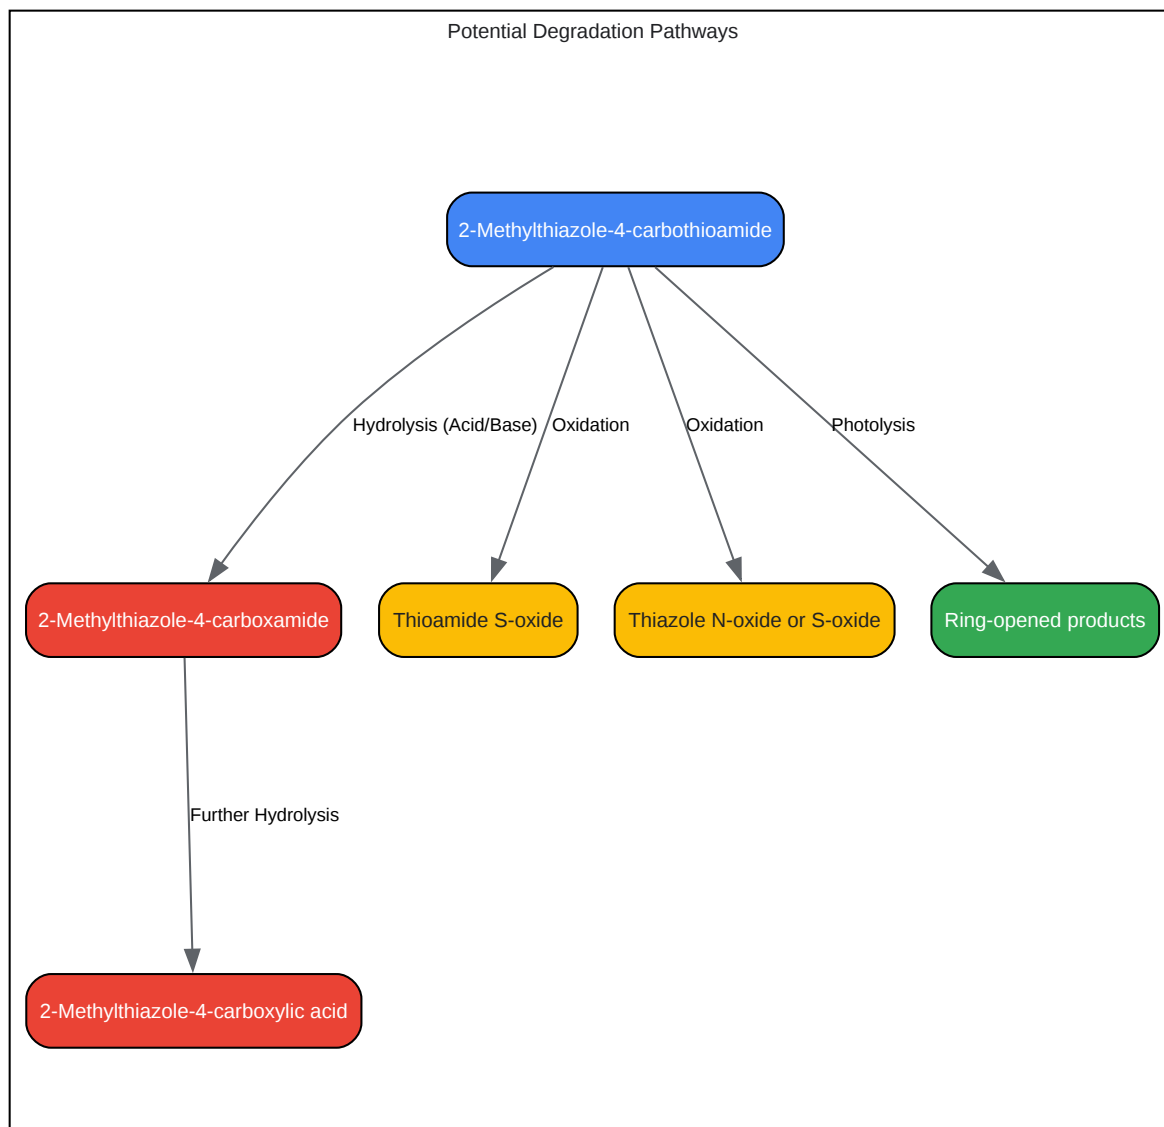 Potential Degradation Pathways
2-Methylthiazole-4-carbothioamide
Hydrolysis (Acid/Base)
Oxidation
Oxidation
Photolysis
2-Methylthiazole-4-carboxamide
Thioamide S-oxide
Thiazole N-oxide or S-oxide
Ring-opened products
Further Hydrolysis
2-Methylthiazole-4-carboxylic acid